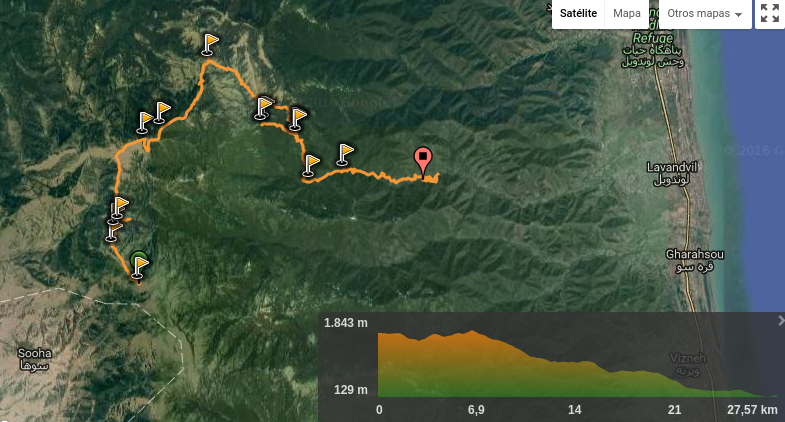 Satélite Mapa Otros mapas
Refuge
پناهگاه حیات
وحش لوندویل
© 2016 G
Lavandvil
لوندویل
Gharahsou
قره سو
Sooha
سوها
Vizneh
ویزنه
1.843 m
129 m
0 6,9 14 21 27,57 km